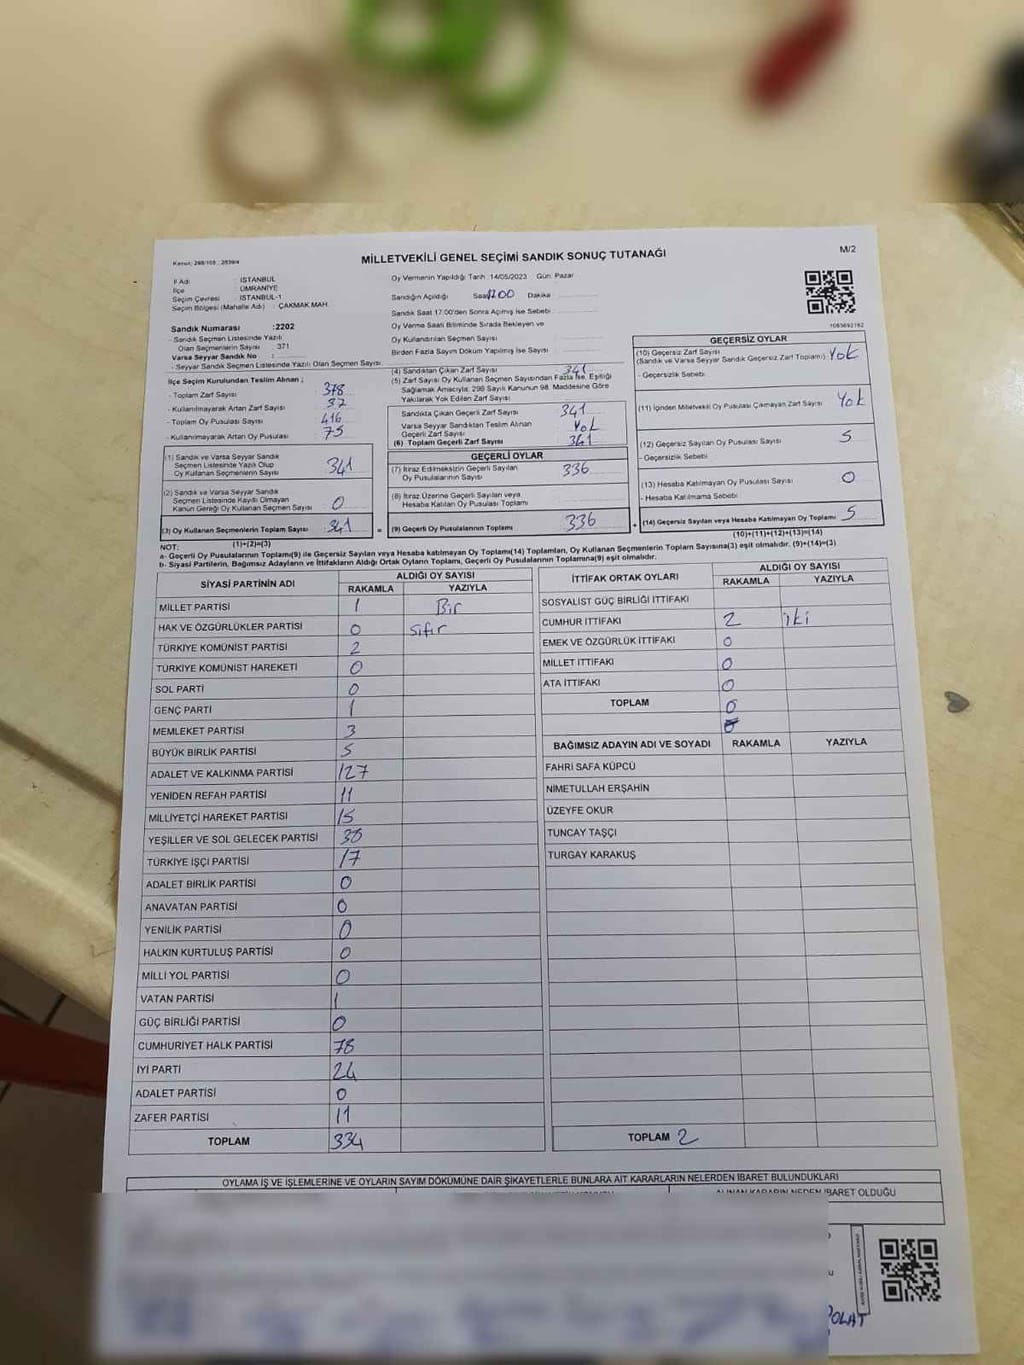 Kanun: 298/105 ; 2839/4
MİLLETVEKİLİ GENEL SEÇİMİ SANDIK SONUÇ TUTANAĞI
M/2
İl Adı : İSTANBUL
İlçe : ÜMRANİYE
Seçim Çevresi : İSTANBUL-1
Seçim Bölgesi (Mahalle Adı) : ÇAKMAK MAH.
Sandık Numarası :2202
- Sandık Seçmen Listesinde Yazılı
Olan Seçmenlerin Sayısı : 371
Varsa Seyyar Sandık No :
- Seyyar Sandık Seçmen Listesinde Yazılı Olan Seçmen Sayısı
Oy Vermenin Yapıldığı Tarih :14/05/2023 Gün: Pazar
Sandığın Açıldığı Saat Dakika
Sandık Saat 17.00'den Sonra Açılmış İse Sebebi :
Oy Verme Saati Bitiminde Sırada Bekleyen ve
Oy Kullandırılan Seçmen Sayısı
Birden Fazla Sayım Döküm Yapılmış İse Sayısı :
İlçe Seçim Kurulundan Teslim Alınan ;
- Toplam Zarf Sayısı : 378
- Kullanılmayarak Artan Zarf Sayısı : 37
- Toplam Oy Pusulası Sayısı : 416
- Kullanılmayarak Artan Oy Pusulası : 75
(1) Sandık ve Varsa Seyyar Sandık
Seçmen Listesinde Yazılı Olup
Oy Kullanan Seçmenlerin Sayısı 341
(2) Sandık ve Varsa Seyyar Sandık
Seçmen Listesinde Kayıtlı Olmayan
Kanun Gereği Oy Kullanan Seçmen Sayısı 0
(3) Oy Kullanan Seçmenlerin Toplam Sayısı 341
(1)+(2)=(3)
(4) Sandıktan Çıkan Zarf Sayısı 341
(5) Zarf Sayısı Oy Kullanan Seçmen Sayısından Fazla İse, Eşitliği
Sağlamak Amacıyla, 298 Sayılı Kanunun 98. Maddesine Göre
Yakılarak Yok Edilen Zarf Sayısı
Sandıkta Çıkan Geçerli Zarf Sayısı 341
Varsa Seyyar Sandıktan Teslim Alınan
Geçerli Zarf Sayısı Yok
(6) Toplam Geçerli Zarf Sayısı 341
GEÇERLİ OYLAR
(7) İtiraz Edilmeksizin Geçerli Sayılan
Oy Pusulalarının Sayısı 336
(8) İtiraz Üzerine Geçerli Sayılan veya
Hesaba Katılan Oy Pusulası Toplamı
= (9) Geçerli Oy Pusulalarının Toplamı 336
1083692162
GEÇERSİZ OYLAR
(10) Geçersiz Zarf Sayısı
(Sandık ve Varsa Seyyar Sandık Geçersiz Zarf Toplamı) Yok
- Geçersizlik Sebebi
(11) İçinden Milletvekili Oy Pusulası Çıkmayan Zarf Sayısı Yok
(12) Geçersiz Sayılan Oy Pusulası Sayısı 5
- Geçersizlik Sebebi
(13) Hesaba Katılmayan Oy Pusulası Sayısı 0
- Hesaba Katılmama Sebebi
+ (14) Geçersiz Sayılan veya Hesaba Katılmayan Oy Toplamı 5
(10)+(11)+(12)+(13)=(14)
NOT:
a- Geçerli Oy Pusulalarının Toplamı(9) ile Geçersiz Sayılan veya Hesaba katılmayan Oy Toplamı(14) Toplamları, Oy Kullanan Seçmenlerin Toplam Sayısına(3) eşit olmalıdır. (9)+(14)=(3)
b- Siyasi Partilerin, Bağımsız Adayların ve İttifakların Aldığı Ortak Oyların Toplamı, Geçerli Oy Pusulalarının Toplamına(9) eşit olmalıdır.
SİYASİ PARTİNİN ADI ALDIĞI OY SAYISI
RAKAMLA YAZIYLA
MİLLET PARTİSİ 1 Bir
HAK VE ÖZGÜRLÜKLER PARTİSİ 0 Sıfır
TÜRKİYE KOMÜNİST PARTİSİ 2
TÜRKİYE KOMÜNİST HAREKETİ 0
SOL PARTİ 0
GENÇ PARTİ 1
MEMLEKET PARTİSİ 3
BÜYÜK BİRLİK PARTİSİ 5
ADALET VE KALKINMA PARTİSİ 127
YENİDEN REFAH PARTİSİ 11
MİLLİYETÇİ HAREKET PARTİSİ 15
YEŞİLLER VE SOL GELECEK PARTİSİ 38
TÜRKİYE İŞÇİ PARTİSİ 17
ADALET BİRLİK PARTİSİ 0
ANAVATAN PARTİSİ 0
YENİLİK PARTİSİ 0
HALKIN KURTULUŞ PARTİSİ 0
MİLLİ YOL PARTİSİ 0
VATAN PARTİSİ 1
GÜÇ BİRLİĞİ PARTİSİ 0
CUMHURİYET HALK PARTİSİ 78
İYİ PARTİ 24
ADALET PARTİSİ 0
ZAFER PARTİSİ 11
TOPLAM 334
İTTİFAK ORTAK OYLARI ALDIĞI OY SAYISI
RAKAMLA YAZIYLA
SOSYALİST GÜÇ BİRLİĞİ İTTİFAKI
CUMHUR İTTİFAKI 2 iki
EMEK VE ÖZGÜRLÜK İTTİFAKI 0
MİLLET İTTİFAKI 0
ATA İTTİFAKI 0
TOPLAM 0
BAĞIMSIZ ADAYIN ADI VE SOYADI RAKAMLA YAZIYLA
FAHRİ SAFA KÜPCÜ
NİMETULLAH ERŞAHİN
ÜZEYFE OKUR
TUNCAY TAŞÇI
TURGAY KARAKUŞ
TOPLAM 2
OYLAMA İŞ VE İŞLEMLERİNE VE OYLARIN SAYIM DÖKÜMÜNE DAİR ŞİKAYETLERLE BUNLARA AİT KARARLARIN NELERDEN İBARET BULUNDUKLARI
ALINAN KARARIN NEDEN İBARET OLDUĞU
POLAT